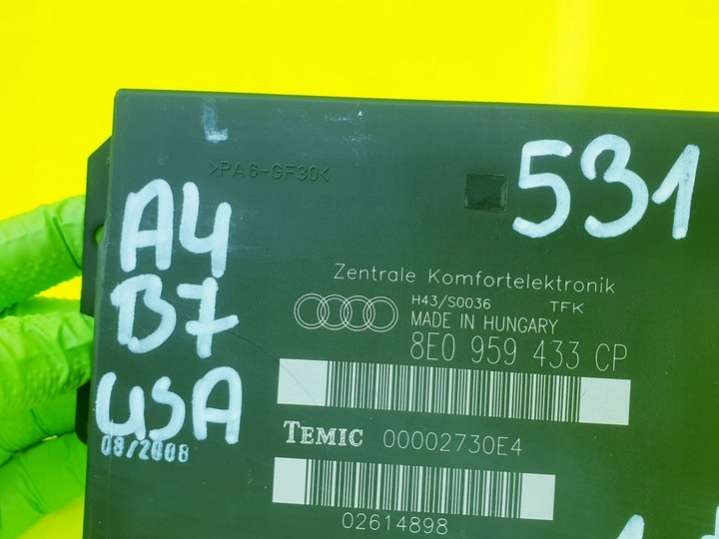 L
>PA6-GF30<
531
A4
B7
USA
08/2008
Zentrale Komfortelektronik
H43/S0036 TFK
MADE IN HUNGARY
8E0 959 433 CP
TEMIC 00002730E4
02614898